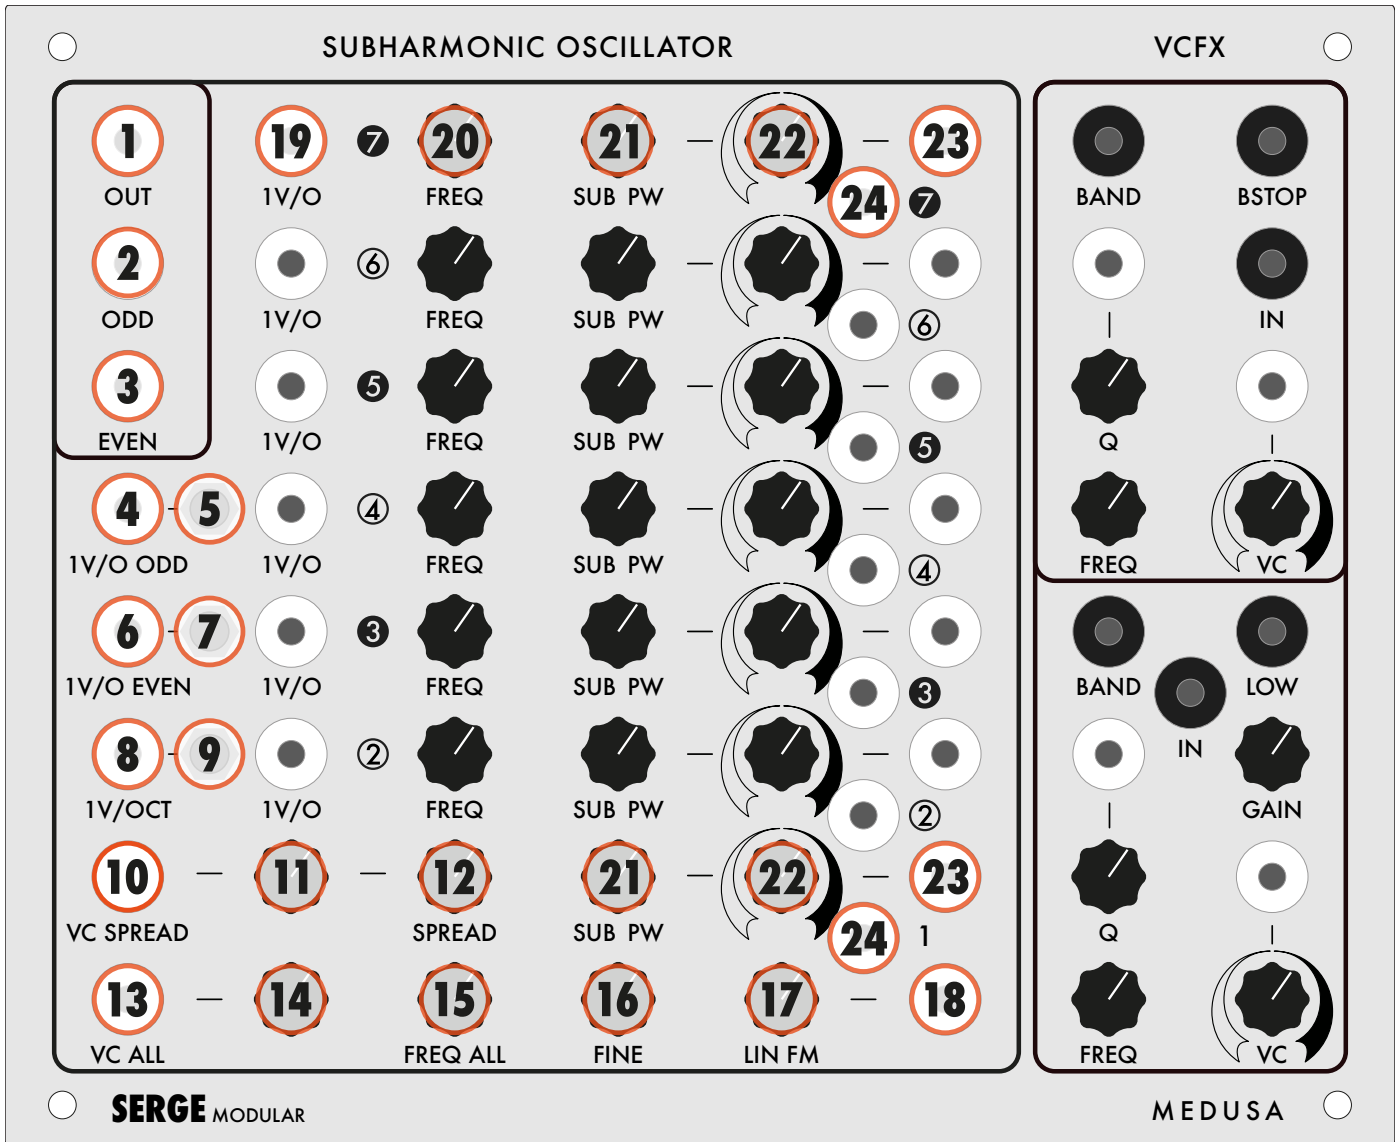 SUBHARMONIC OSCILLATOR VCFX
1 19 7 20 21 22 23
OUT 1V/O FREQ SUB PW 24 7 BAND BSTOP
2 6
ODD 1V/O FREQ SUB PW 6 IN
3 5
EVEN 1V/O FREQ SUB PW 5 Q
4 5 4
1V/O ODD 1V/O FREQ SUB PW 4 FREQ VC
6 7 3
1V/O EVEN 1V/O FREQ SUB PW 3 BAND LOW
8 9 2 IN
1V/OCT 1V/O FREQ SUB PW 2 GAIN
10 11 12 21 22 23
VC SPREAD SPREAD SUB PW 24 1 Q
13 14 15 16 17 18
VC ALL FREQ ALL FINE LIN FM FREQ VC
SERGE MODULAR MEDUSA